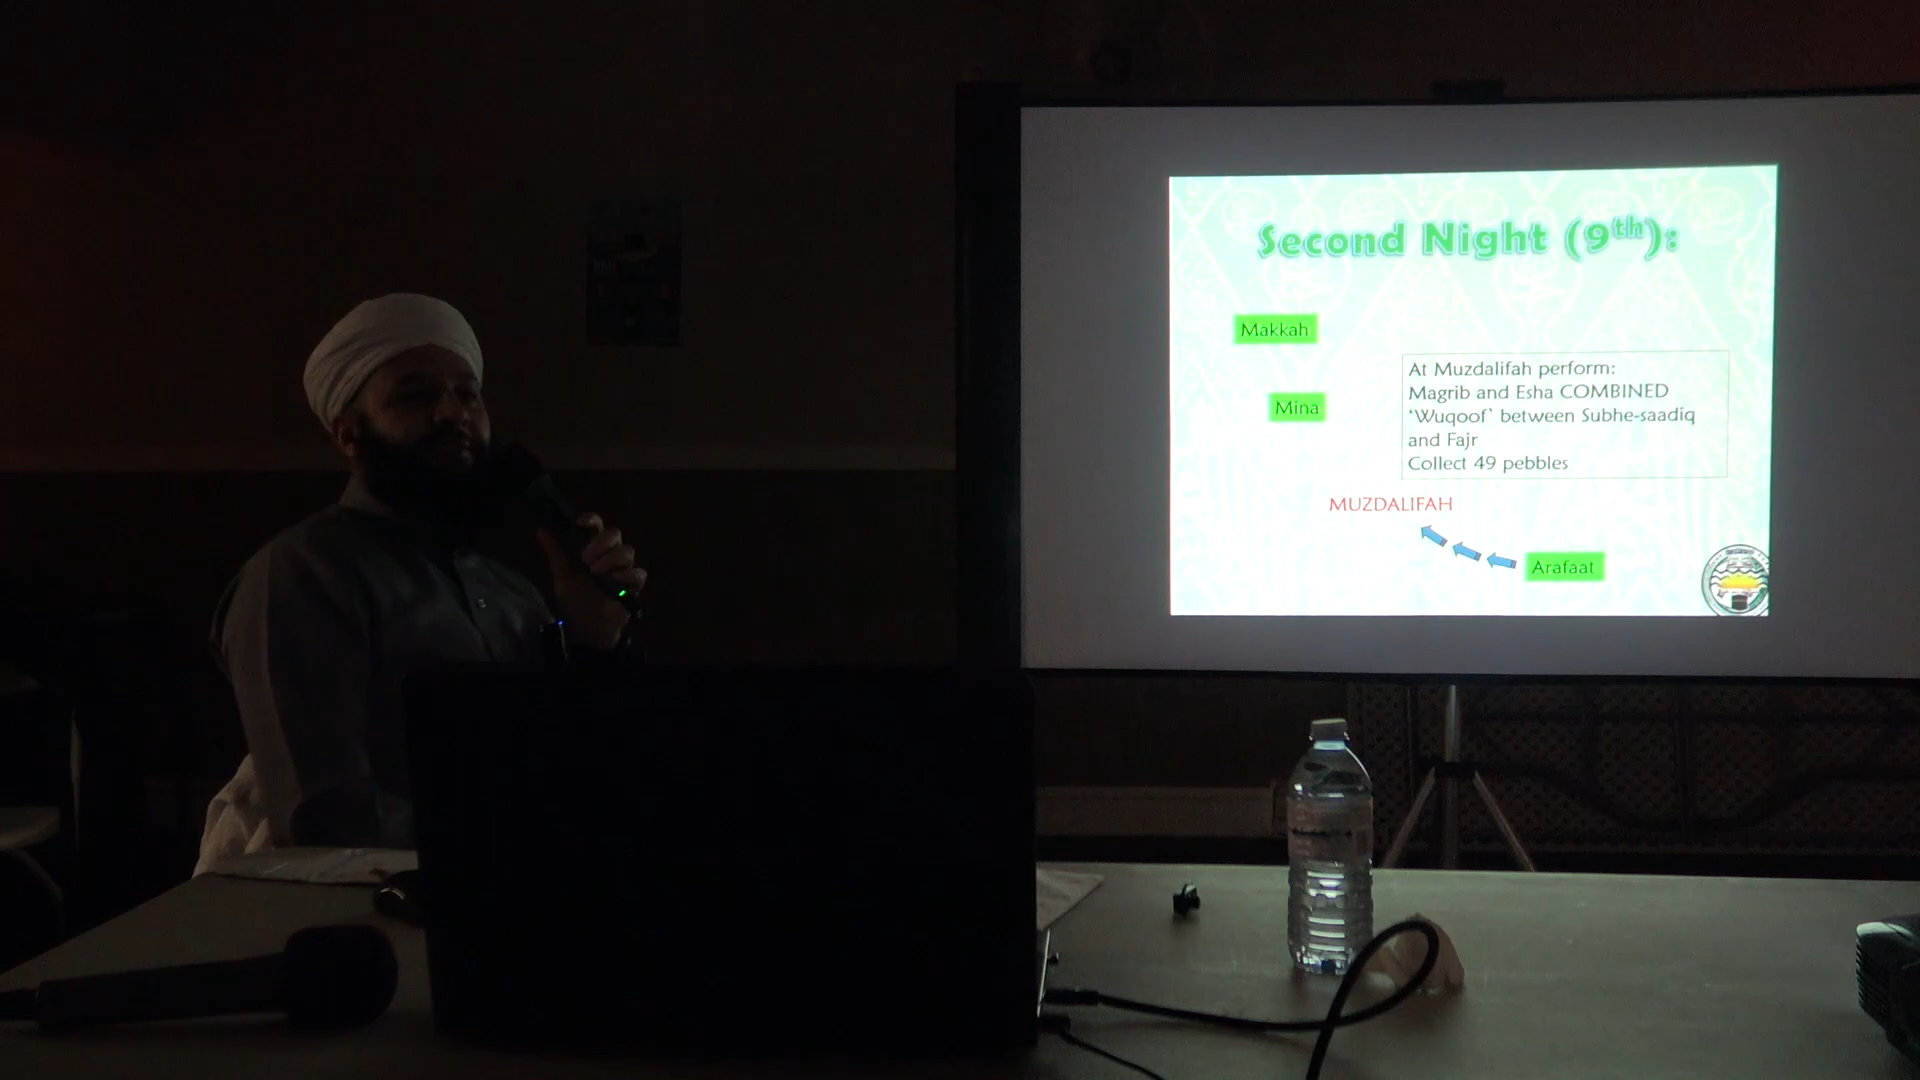 Second Night (9th):
Makkah
At Muzdalifah perform:
Magrib and Esha COMBINED
Mina
‘Wuqoof’ between Subhe-saadiq
and Fajr
Collect 49 pebbles
MUZDALIFAH
Arafaat